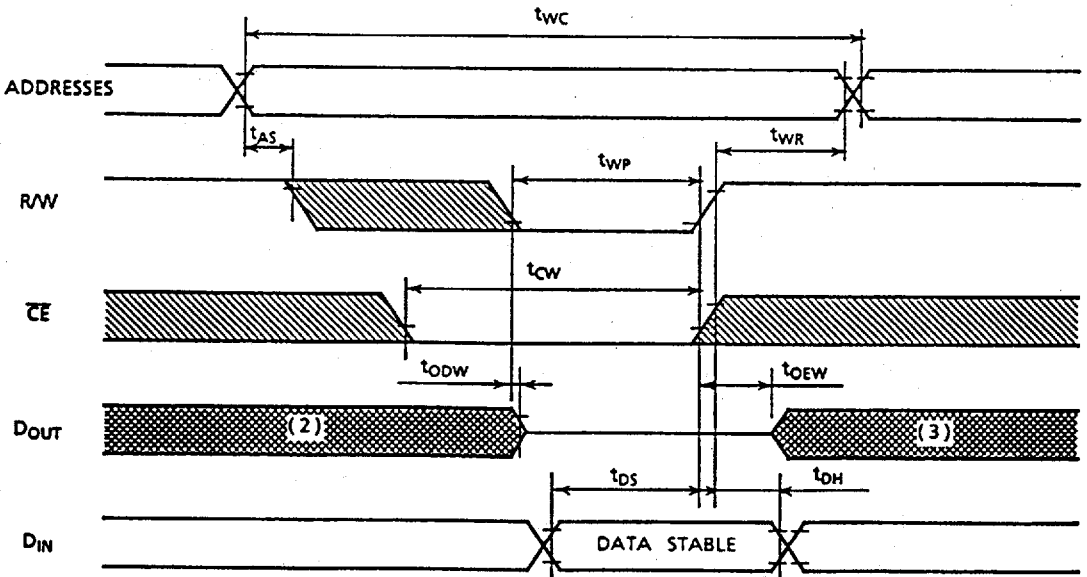 tWC
ADDRESSES
tAS
tWR
tWP
R/W
tCW
CE
tODW
tOEW
DOUT
(2)
(3)
tDS
tDH
DIN
DATA STABLE